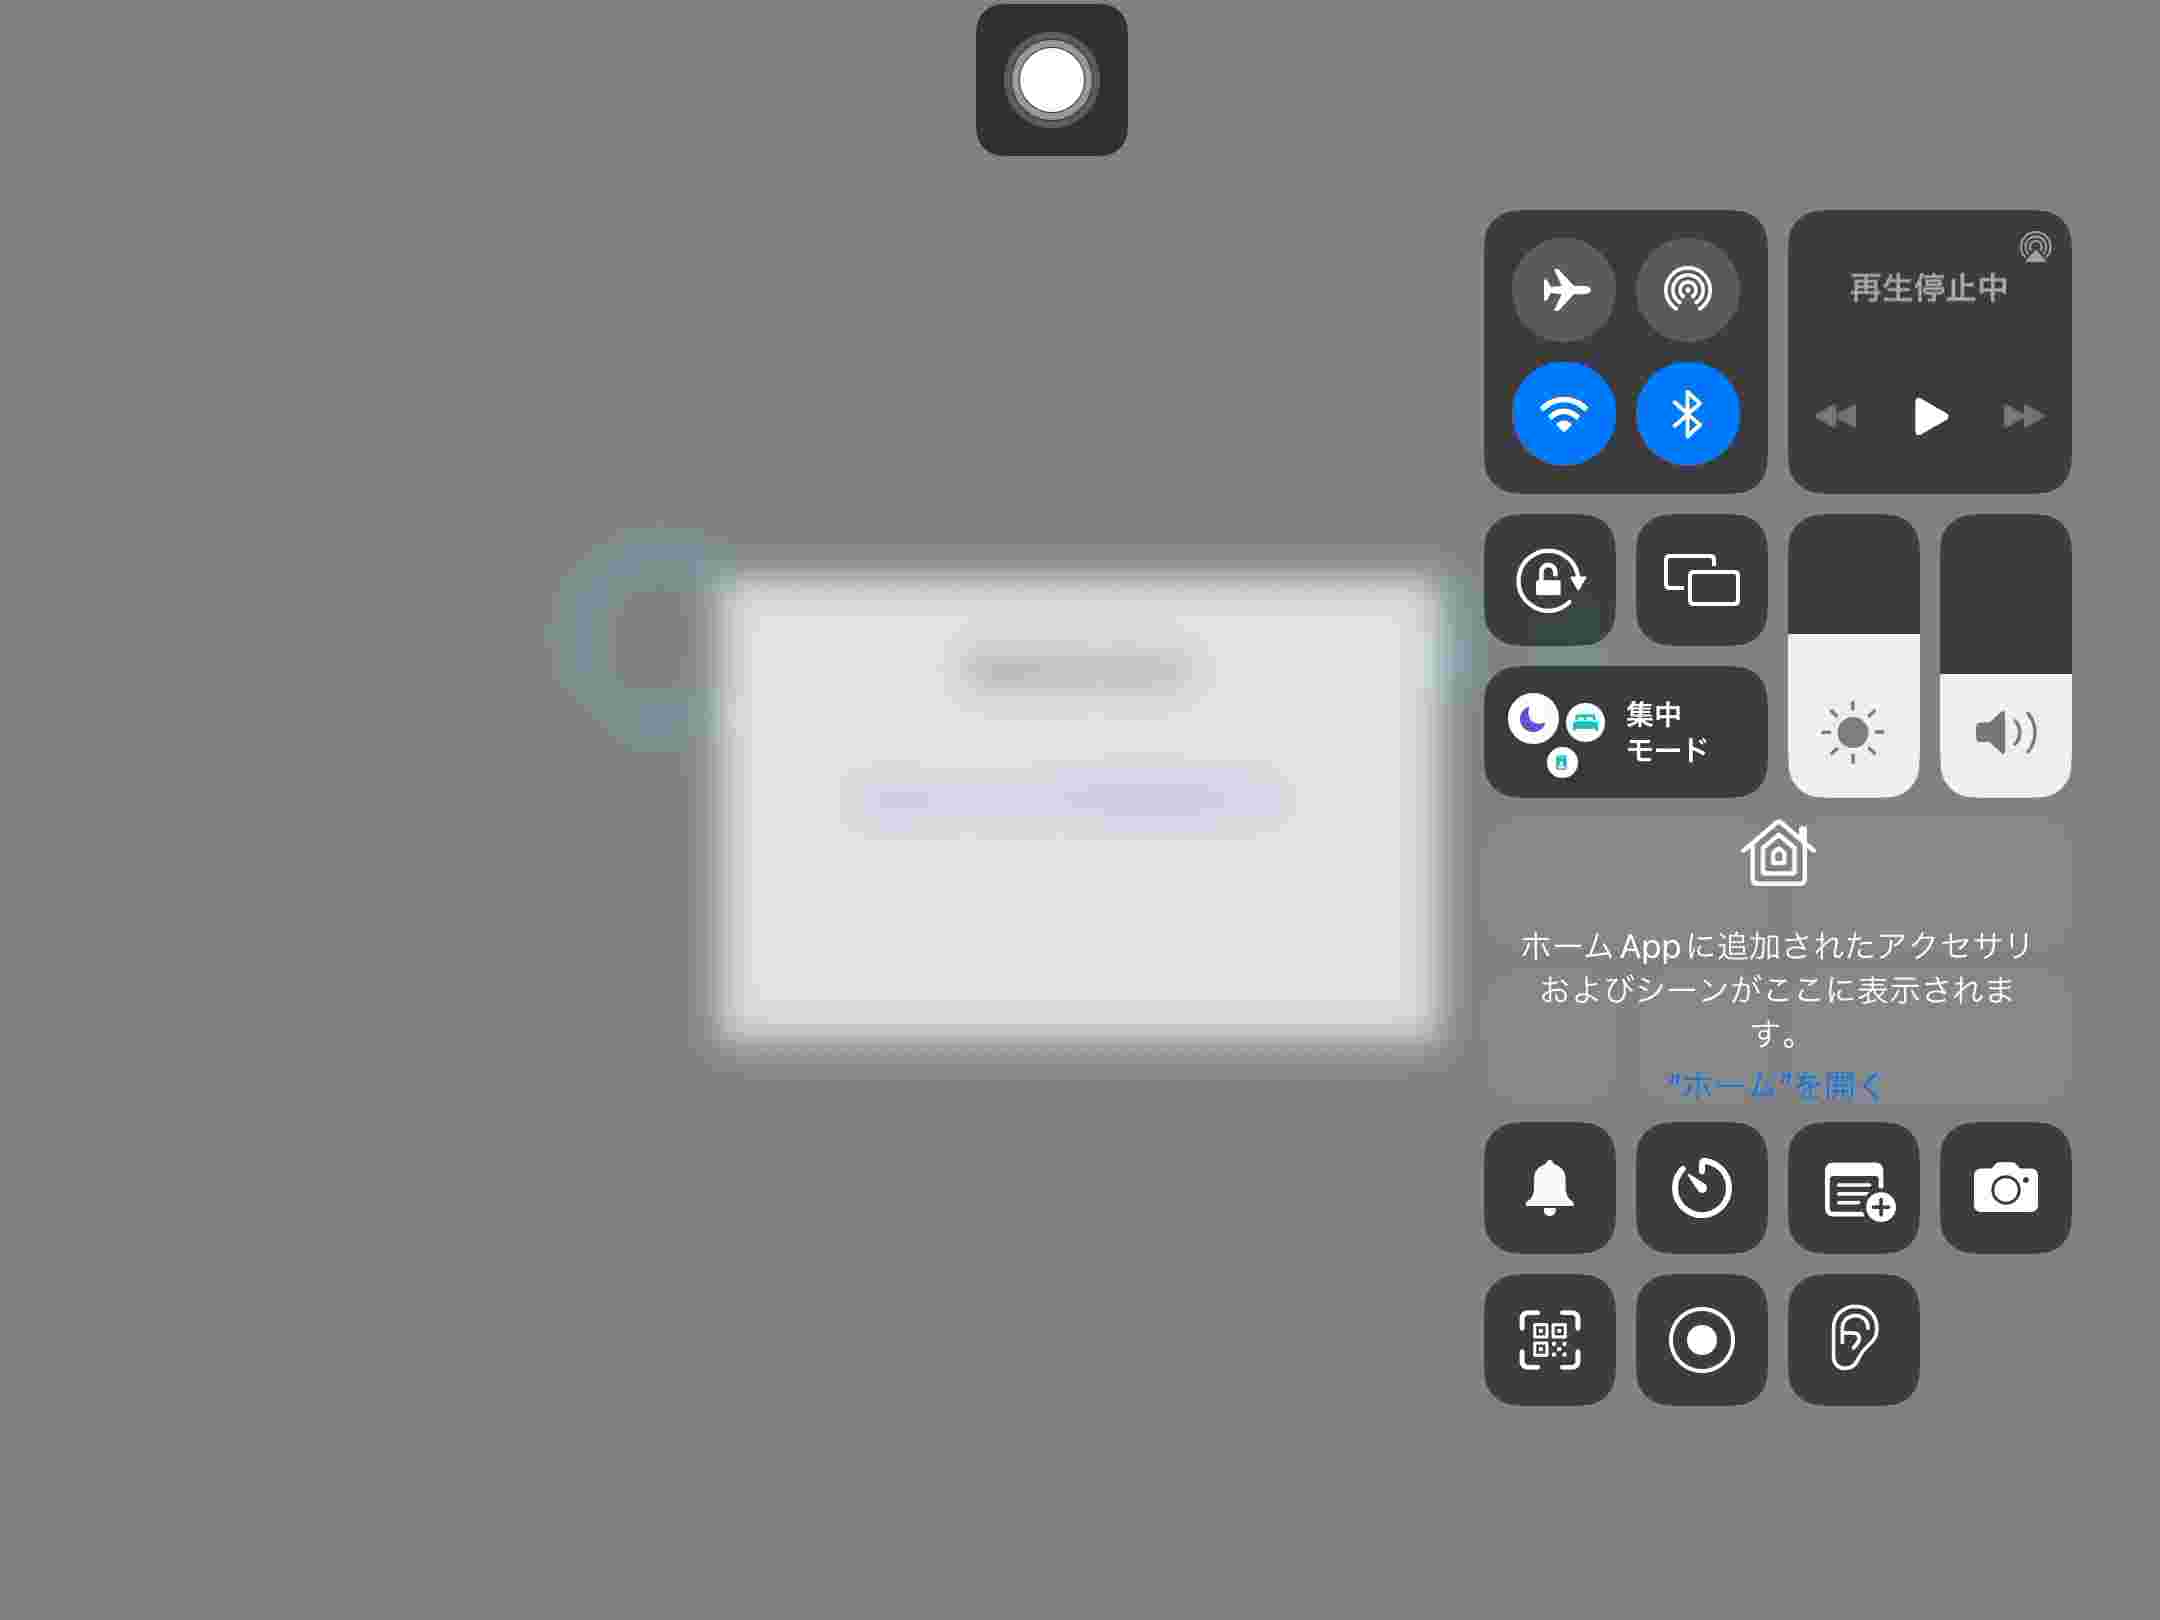 再生停止中
集中
モード
ホーム Appに追加されたアクセサリ
およびシーンがここに表示されま
す。
"ホーム"を開く